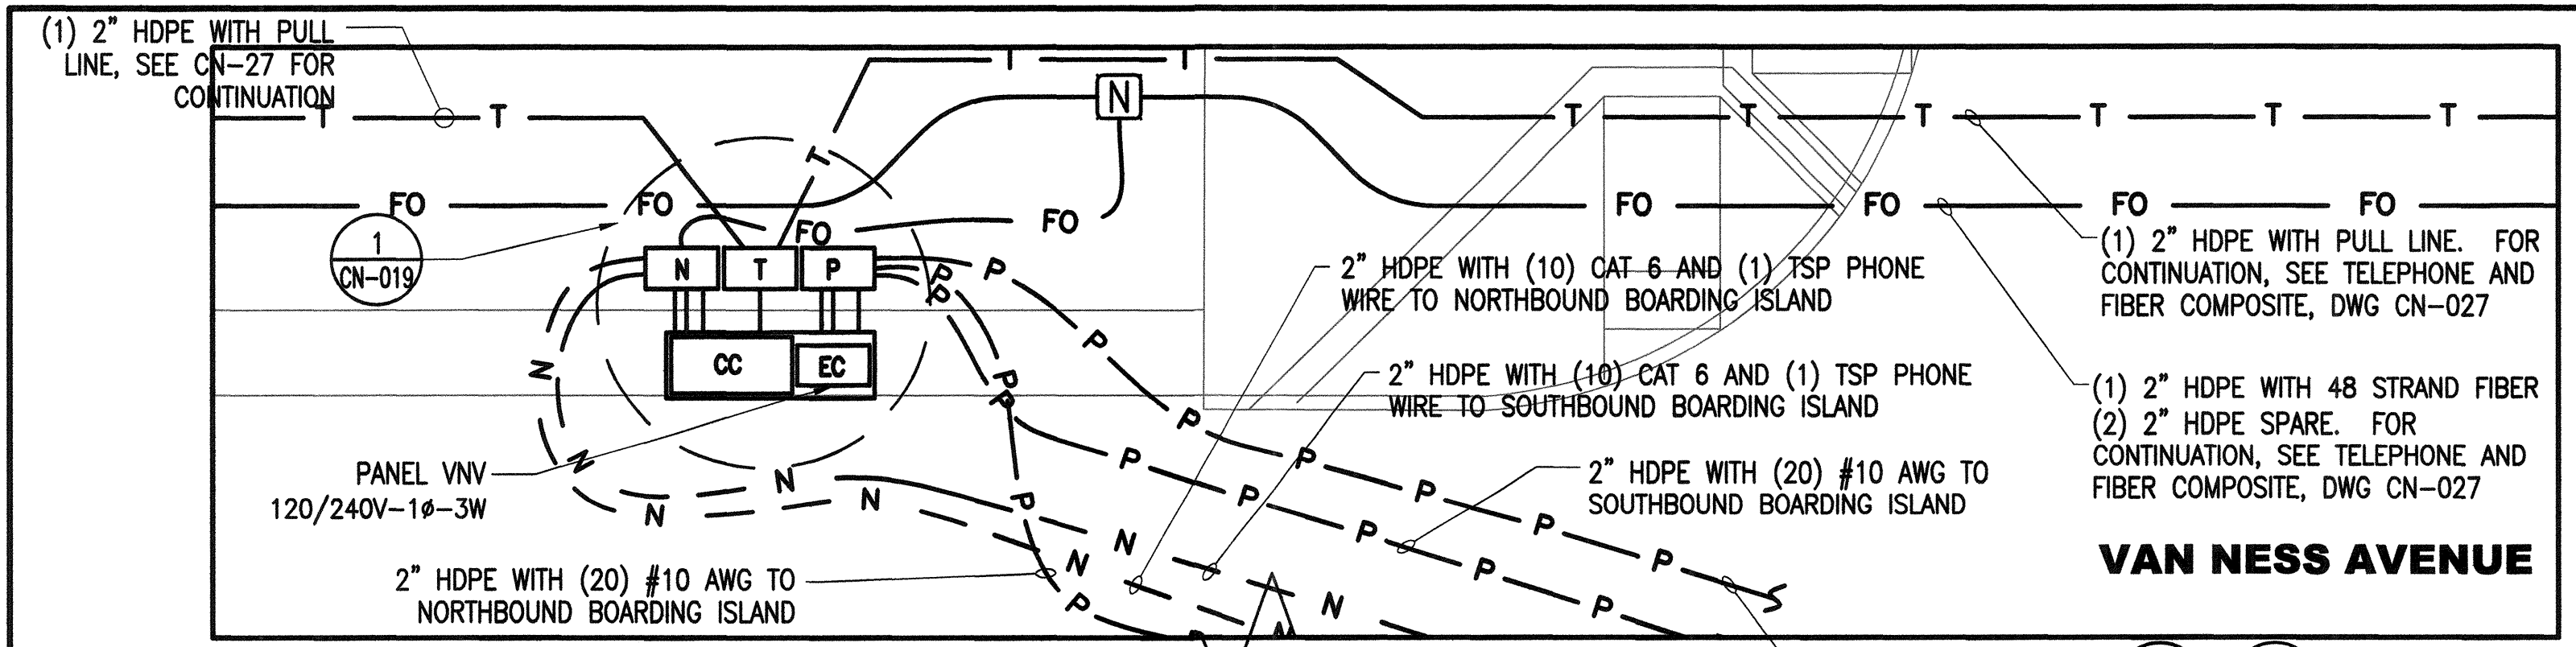 (1) 2" HDPE WITH PULL
LINE, SEE CN-27 FOR
CONTINUATION
T T
T T
T T T T T T
T
N
FO FO
FO
FO
FO FO FO FO
1
CN-019
N T P
CC EC
PANEL VNV
120/240V-1ø-3W
2" HDPE WITH (20) #10 AWG TO
NORTHBOUND BOARDING ISLAND
2" HDPE WITH (10) CAT 6 AND (1) TSP PHONE
WIRE TO NORTHBOUND BOARDING ISLAND
2" HDPE WITH (10) CAT 6 AND (1) TSP PHONE
WIRE TO SOUTHBOUND BOARDING ISLAND
2" HDPE WITH (20) #10 AWG TO
SOUTHBOUND BOARDING ISLAND
(1) 2" HDPE WITH PULL LINE. FOR
CONTINUATION, SEE TELEPHONE AND
FIBER COMPOSITE, DWG CN-027
(1) 2" HDPE WITH 48 STRAND FIBER
(2) 2" HDPE SPARE. FOR
CONTINUATION, SEE TELEPHONE AND
FIBER COMPOSITE, DWG CN-027
N N N N N N N N
P P P P P P P
P P P P P P P
P P P P
VAN NESS AVENUE